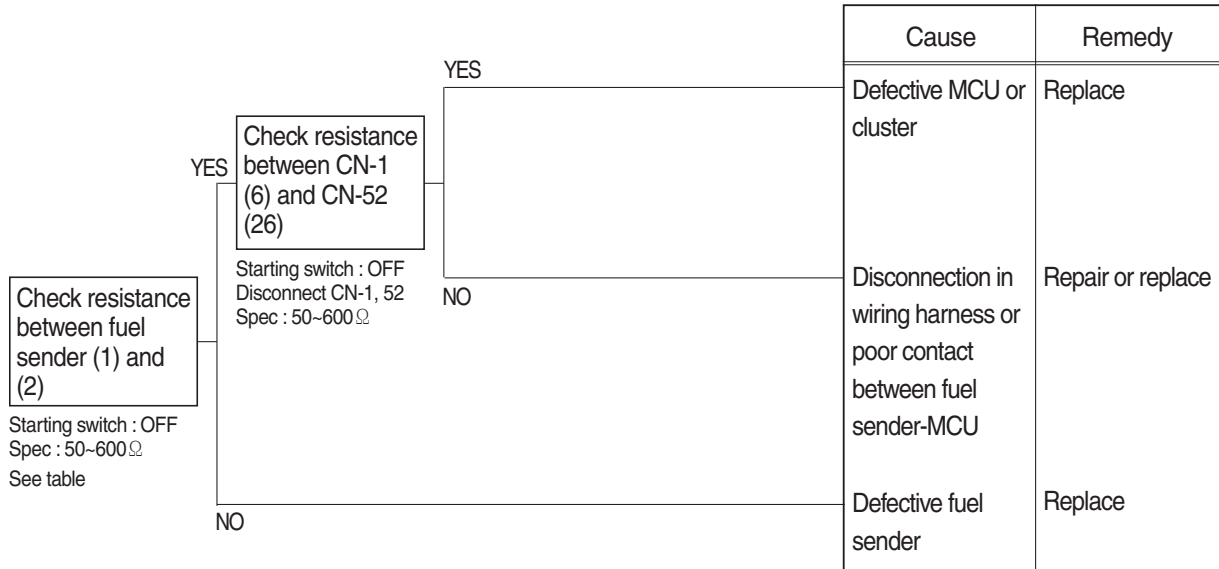 Cause
Remedy
YES
Defective MCU or
cluster
Replace
YES
Check resistance
between CN-1
(6) and CN-52
(26)
Starting switch : OFF
Disconnect CN-1, 52
Spec : 50~600Ω
NO
Disconnection in
wiring harness or
poor contact
between fuel
sender-MCU
Repair or replace
Check resistance
between fuel
sender (1) and
(2)
Starting switch : OFF
Spec : 50~600Ω
See table
NO
Defective fuel
sender
Replace